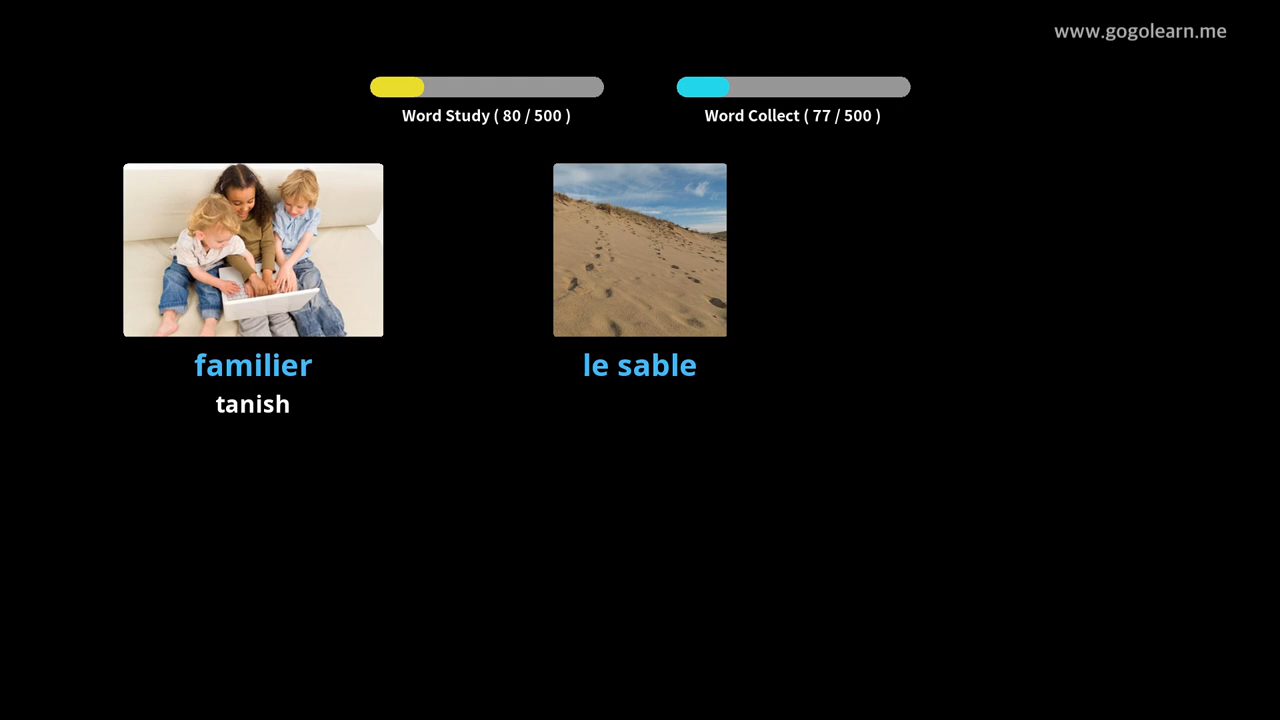 www.gogolearn.me
Word Study ( 80 / 500 )
Word Collect ( 77 / 500 )
familier
tanish
le sable